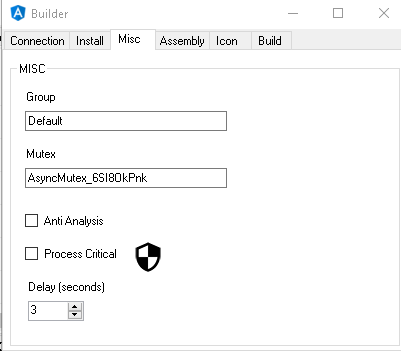 Builder
Connection Install Misc Assembly Icon Build
MISC
Group
Default
Mutex
AsyncMutex_6SI8OkPnk
Anti Analysis
Process Critical
Delay (seconds)
3